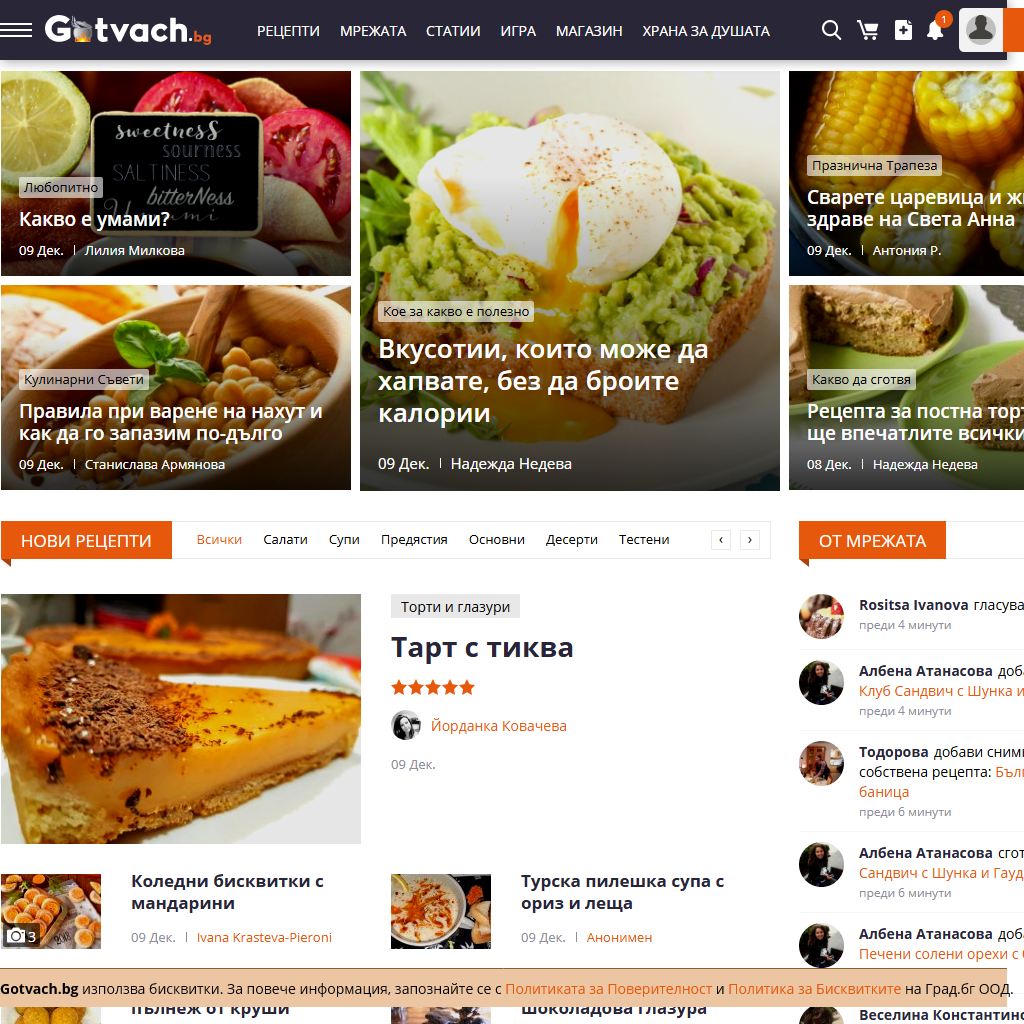 Gotvach.bg
РЕЦЕПТИ МРЕЖАТА СТАТИИ ИГРА МАГАЗИН ХРАНА ЗА ДУШАТА
1
sweetness
sourness
SALTINESS
bitterNess
Umami
Любопитно
Какво е умами?
09 Дек. Лилия Милкова
Кулинарни Съвети
Правила при варене на нахут и
как да го запазим по-дълго
09 Дек. Станислава Армянова
Кое за какво е полезно
Вкусотии, които може да
хапвате, без да броите
калории
09 Дек. Надежда Недева
Празнична Трапеза
Сварете царевица и
здраве на Света Анна
09 Дек. Антония Р.
Какво да сготвя
Рецепта за постна
ще впечатлите всички
08 Дек. Надежда Недева
НОВИ РЕЦЕПТИ
Всички Салати Супи Предястия Основни Десерти Тестени ‹ ›
Торти и глазури
Тарт с тиква
Йорданка Ковачева
09 Дек.
3
Коледни бисквитки с
мандарини
09 Дек. Ivana Krasteva-Pieroni
Турска пилешка супа с
ориз и леща
09 Дек. Анонимен
пълнеж от круши
шоколадова глазура
ОТ МРЕЖАТА
Rositsa Ivanova гласува
преди 4 минути
Албена Атанасова
Клуб Сандвич с Шунка и
преди 4 минути
Тодорова добави
собствена рецепта:
баница
преди 6 минути
Албена Атанасова
Сандвич с Шунка и
преди 6 минути
Албена Атанасова
Печени солени орехи с
Веселина
Gotvach.bg използва бисквитки. За повече информация, запознайте се с Политиката за Поверителност и Политика за Бисквитките на Град.бг ООД.